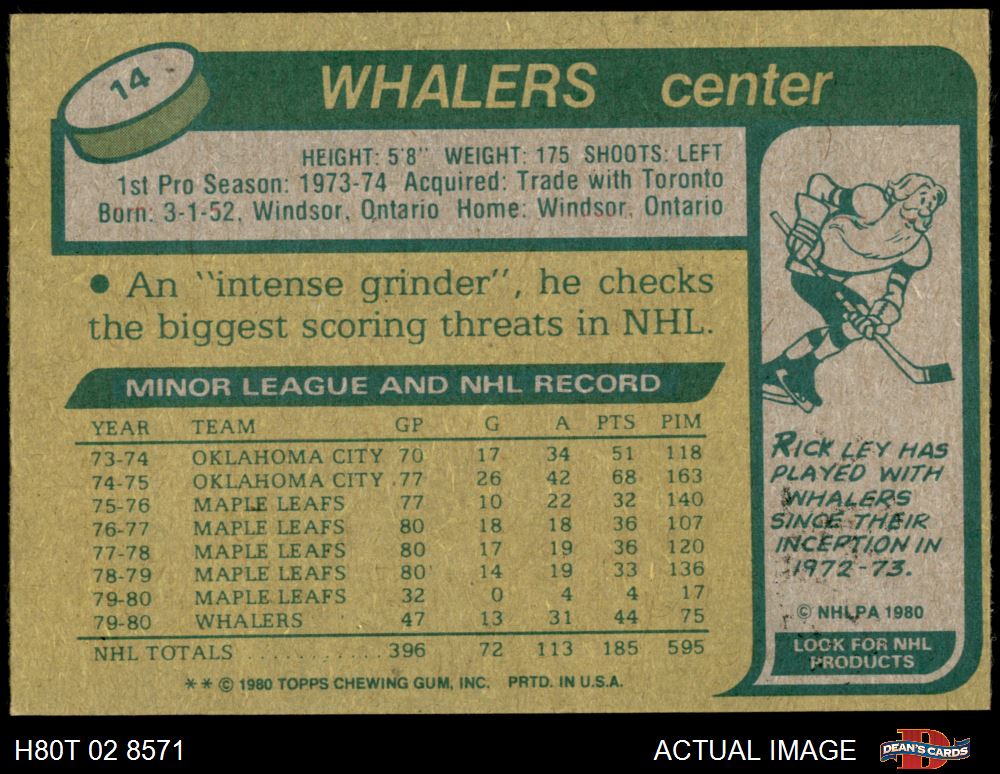 14
WHALERS center
HEIGHT: 5'8" WEIGHT: 175 SHOOTS: LEFT
1st Pro Season: 1973-74 Acquired: Trade with Toronto
Born: 3-1-52, Windsor, Ontario Home: Windsor, Ontario
• An "intense grinder", he checks
the biggest scoring threats in NHL.
MINOR LEAGUE AND NHL RECORD
YEAR TEAM GP G A PTS PIM
73-74 OKLAHOMA CITY 70 17 34 51 118
74-75 OKLAHOMA CITY 77 26 42 68 163
75-76 MAPLE LEAFS 77 10 22 32 140
76-77 MAPLE LEAFS 80 18 18 36 107
77-78 MAPLE LEAFS 80 17 19 36 120
78-79 MAPLE LEAFS 80 14 19 33 136
79-80 MAPLE LEAFS 32 0 4 4 17
79-80 WHALERS 47 13 31 44 75
NHL TOTALS .......... 396 72 113 185 595
** © 1980 TOPPS CHEWING GUM, INC. PRTD. IN U.S.A.
RICK LEY HAS
PLAYED WITH
WHALERS
SINCE THEIR
INCEPTION IN
1972-73.
© NHLPA 1980
LOOK FOR NHL
PRODUCTS
H80T 02 8571
ACTUAL IMAGE
D
DEAN'S CARDS